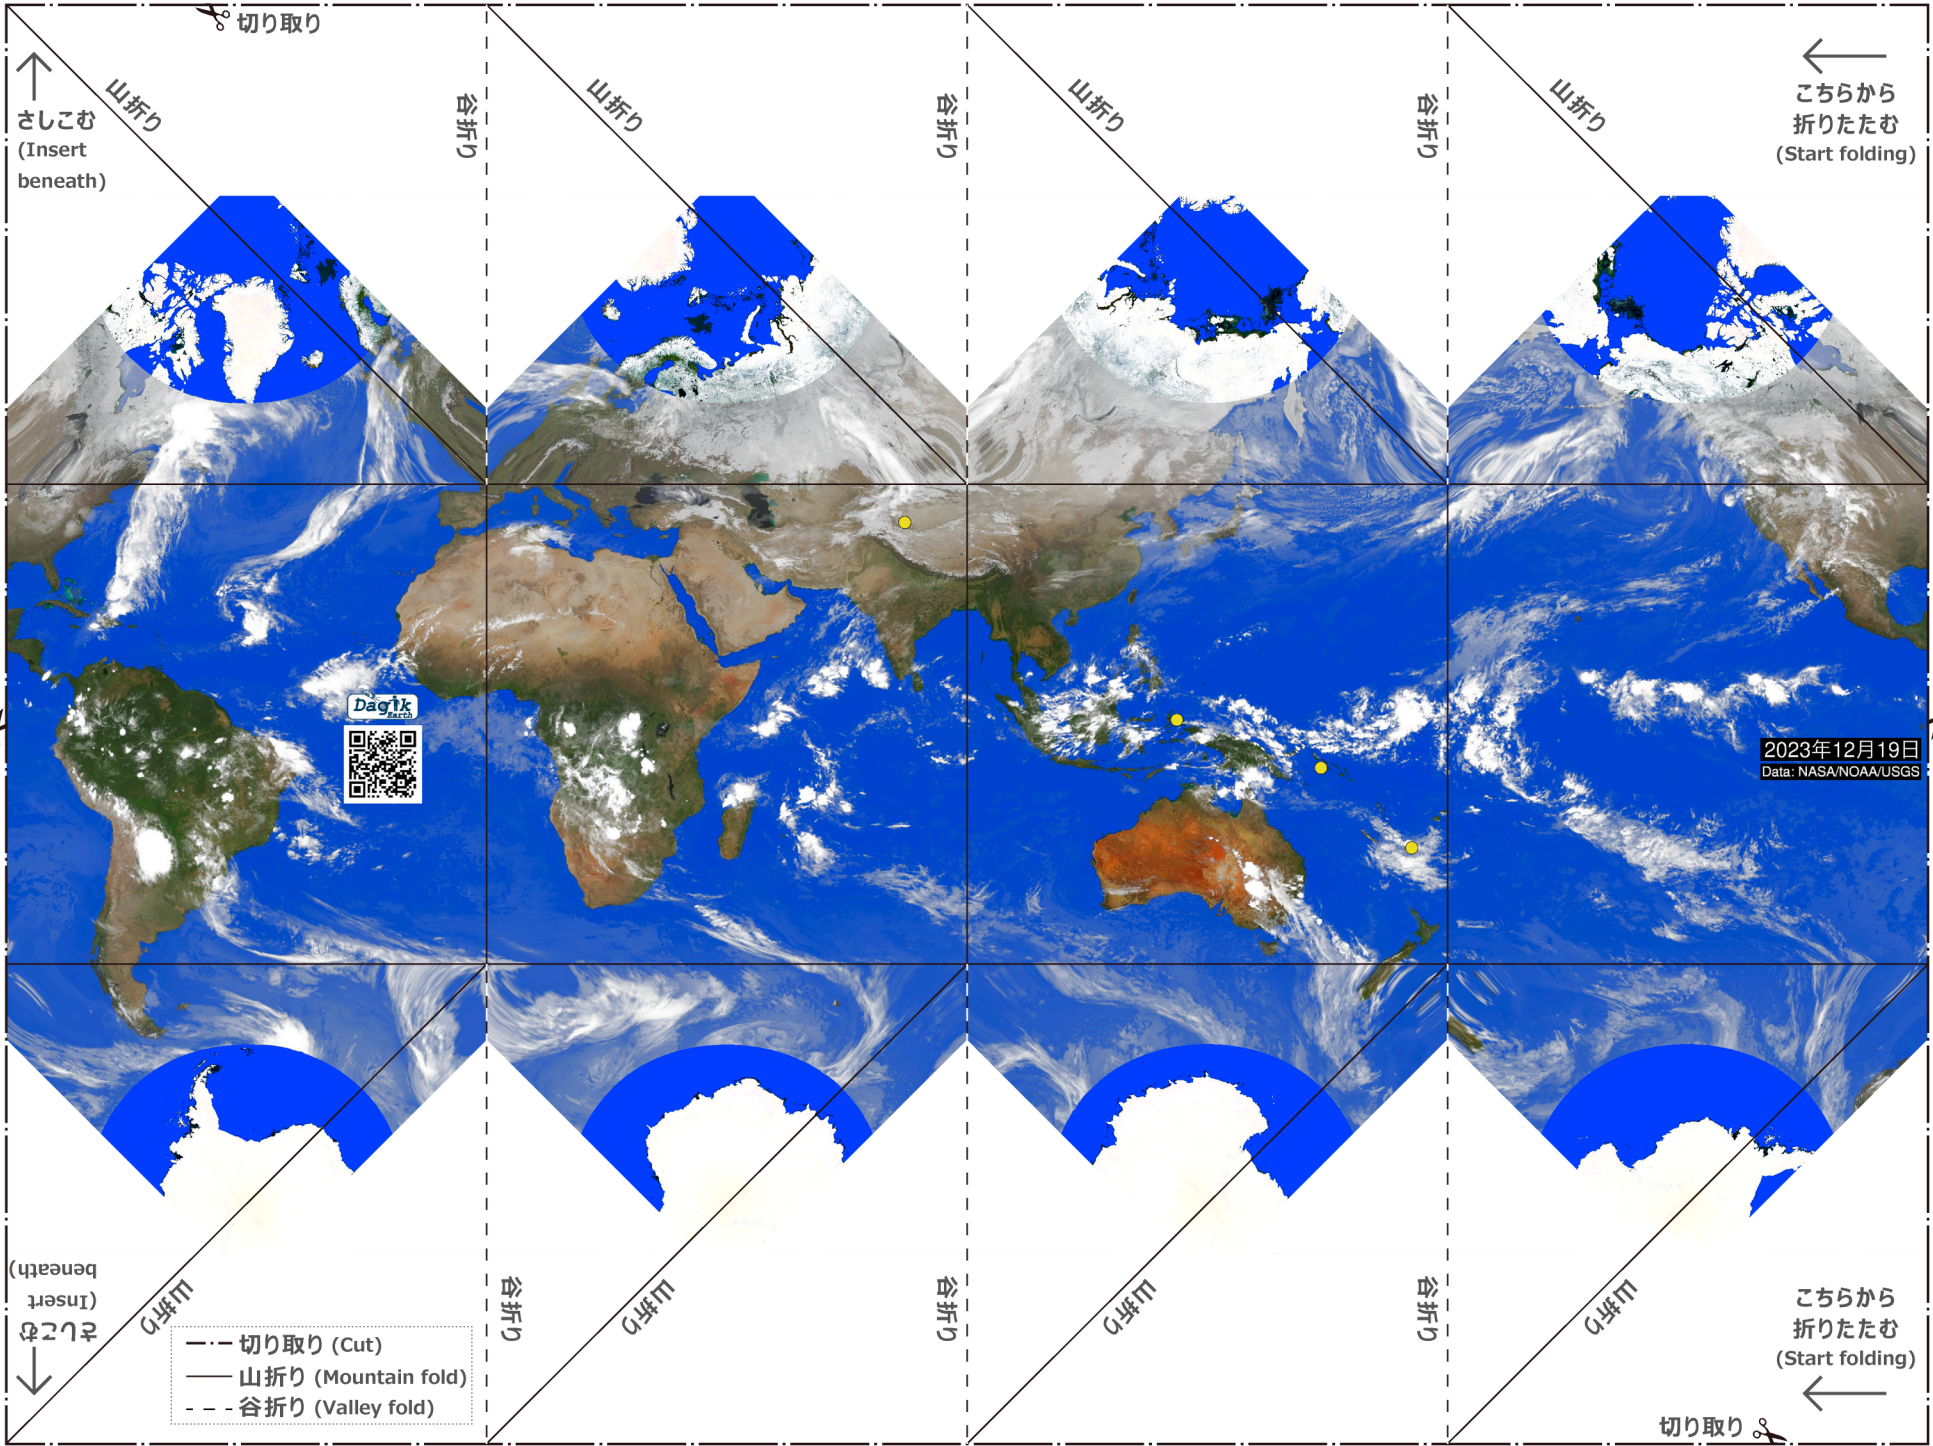 切り取り
山折り
谷折り
山折り
谷折り
山折り
谷折り
山折り
さしこむ
(Insert
beneath)
こちらから
折りたたむ
(Start folding)
Dagik
Earth
2023年12月19日
Data: NASA/NOAA/USGS
さしこむ
(Insert
beneath)
山折り
谷折り
山折り
谷折り
山折り
谷折り
山折り
切り取り (Cut)
山折り (Mountain fold)
谷折り (Valley fold)
こちらから
折りたたむ
(Start folding)
切り取り